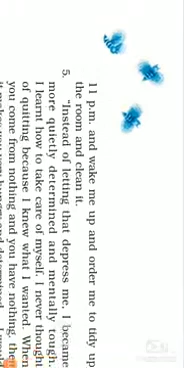 11 p.m. and wake me up and order me to tidy up
the room and clean it.
5. "Instead of letting that depress me, I became
more quietly determined and mentally tough.
I learnt how to take care of myself. I never thought
of quitting because I knew what I wanted. When
you come from nothing and you have nothing, the